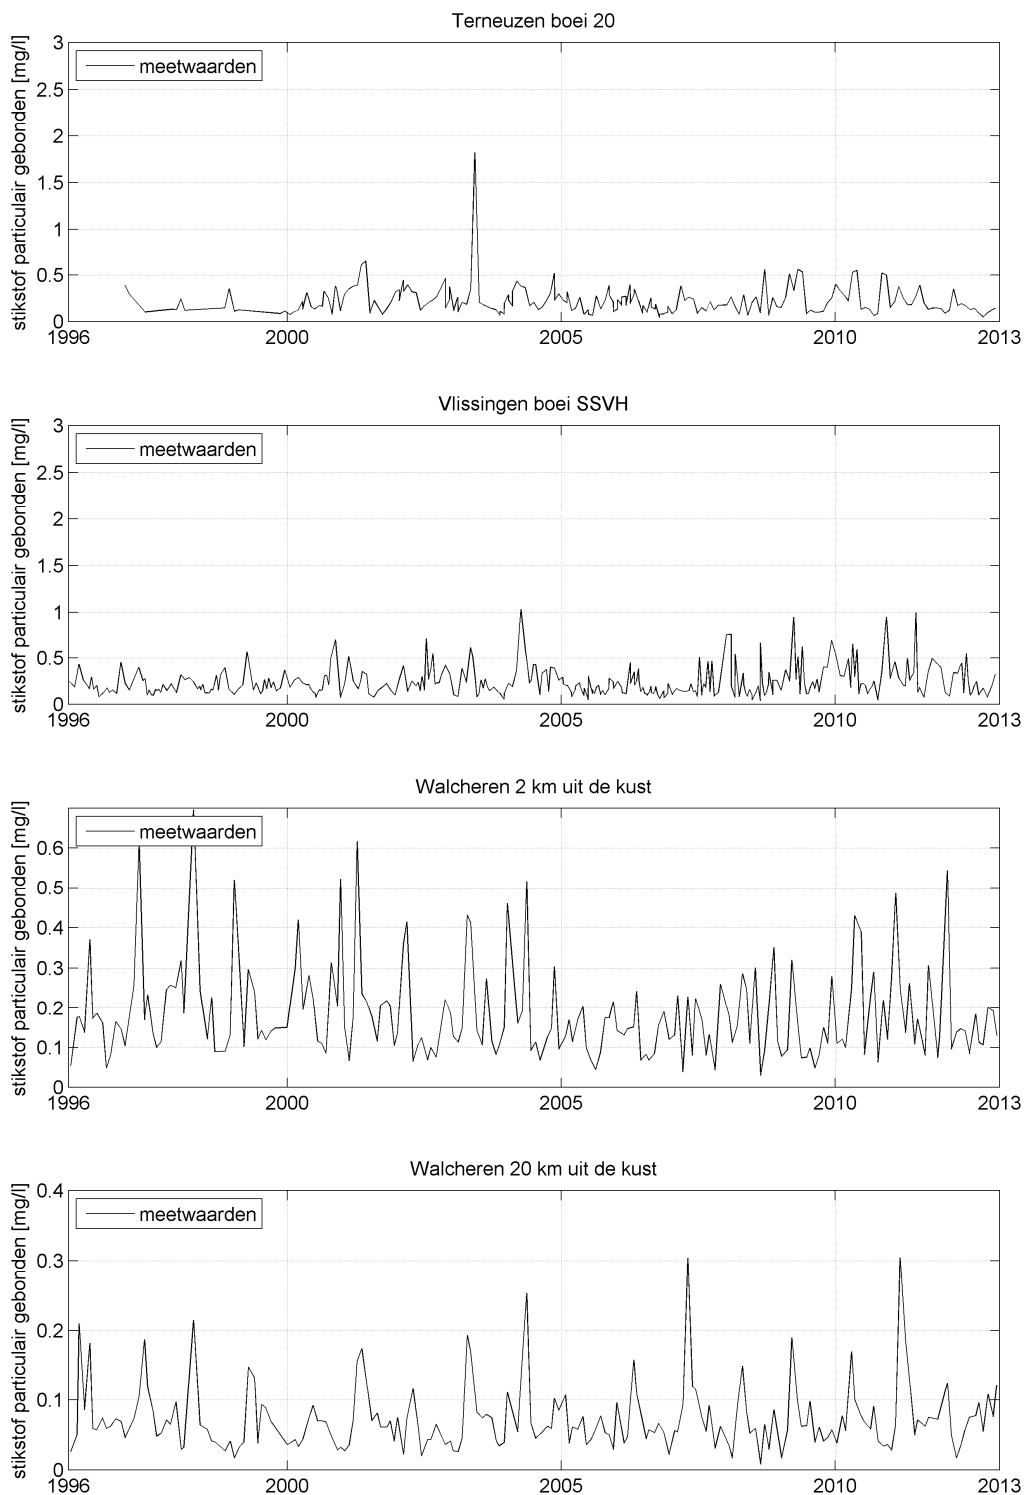 Terneuzen boei 20
stikstof particulair gebonden [mg/l]
meetwaarden
3
2.5
2
1.5
1
0.5
0
1996 2000 2005 2010 2013
Vlissingen boei SSVH
stikstof particulair gebonden [mg/l]
meetwaarden
3
2.5
2
1.5
1
0.5
0
1996 2000 2005 2010 2013
Walcheren 2 km uit de kust
stikstof particulair gebonden [mg/l]
meetwaarden
0.6
0.5
0.4
0.3
0.2
0.1
0
1996 2000 2005 2010 2013
Walcheren 20 km uit de kust
stikstof particulair gebonden [mg/l]
meetwaarden
0.4
0.3
0.2
0.1
0
1996 2000 2005 2010 2013